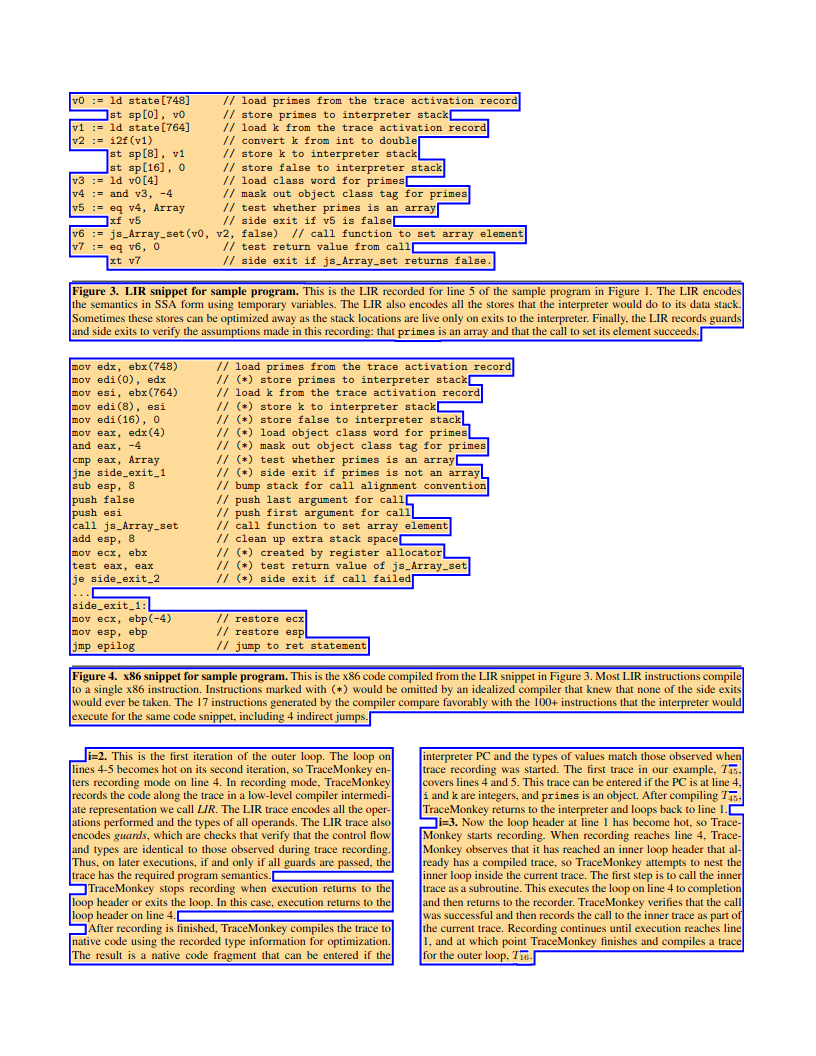 v0 := ld state[748]     // load primes from the trace activation record
      st sp[0], v0      // store primes to interpreter stack
v1 := ld state[764]     // load k from the trace activation record
v2 := i2f(v1)           // convert k from int to double
      st sp[8], v1      // store k to interpreter stack
      st sp[16], 0      // store false to interpreter stack
v3 := ld v0[4]          // load class word for primes
v4 := and v3, -4        // mask out object class tag for primes
v5 := eq v4, Array      // test whether primes is an array
      xf v5             // side exit if v5 is false
v6 := js_Array_set(v0, v2, false)  // call function to set array element
v7 := eq v6, 0          // test return value from call
      xt v7             // side exit if js_Array_set returns false.
Figure 3. LIR snippet for sample program. This is the LIR recorded for line 5 of the sample program in Figure 1. The LIR encodes
the semantics in SSA form using temporary variables. The LIR also encodes all the stores that the interpreter would do to its data stack.
Sometimes these stores can be optimized away as the stack locations are live only on exits to the interpreter. Finally, the LIR records guards
and side exits to verify the assumptions made in this recording: that primes is an array and that the call to set its element succeeds.
mov edx, ebx(748)      // load primes from the trace activation record
mov edi(0), edx        // (*) store primes to interpreter stack
mov esi, ebx(764)      // load k from the trace activation record
mov edi(8), esi        // (*) store k to interpreter stack
mov edi(16), 0         // (*) store false to interpreter stack
mov eax, edx(4)        // (*) load object class word for primes
and eax, -4            // (*) mask out object class tag for primes
cmp eax, Array         // (*) test whether primes is an array
jne side_exit_1        // (*) side exit if primes is not an array
sub esp, 8             // bump stack for call alignment convention
push false             // push last argument for call
push esi               // push first argument for call
call js_Array_set      // call function to set array element
add esp, 8             // clean up extra stack space
mov ecx, ebx           // (*) created by register allocator
test eax, eax          // (*) test return value of js_Array_set
je side_exit_2         // (*) side exit if call failed
...
side_exit_1:
mov ecx, ebp(-4)       // restore ecx
mov esp, ebp           // restore esp
jmp epilog             // jump to ret statement
Figure 4. x86 snippet for sample program. This is the x86 code compiled from the LIR snippet in Figure 3. Most LIR instructions compile
to a single x86 instruction. Instructions marked with (*) would be omitted by an idealized compiler that knew that none of the side exits
would ever be taken. The 17 instructions generated by the compiler compare favorably with the 100+ instructions that the interpreter would
execute for the same code snippet, including 4 indirect jumps.
i=2. This is the first iteration of the outer loop. The loop on
lines 4-5 becomes hot on its second iteration, so TraceMonkey en-
ters recording mode on line 4. In recording mode, TraceMonkey
records the code along the trace in a low-level compiler intermedi-
ate representation we call LIR. The LIR trace encodes all the oper-
ations performed and the types of all operands. The LIR trace also
encodes guards, which are checks that verify that the control flow
and types are identical to those observed during trace recording.
Thus, on later executions, if and only if all guards are passed, the
trace has the required program semantics.
TraceMonkey stops recording when execution returns to the
loop header or exits the loop. In this case, execution returns to the
loop header on line 4.
After recording is finished, TraceMonkey compiles the trace to
native code using the recorded type information for optimization.
The result is a native code fragment that can be entered if the
interpreter PC and the types of values match those observed when
trace recording was started. The first trace in our example, T45,
covers lines 4 and 5. This trace can be entered if the PC is at line 4,
i and k are integers, and primes is an object. After compiling T45,
TraceMonkey returns to the interpreter and loops back to line 1.
i=3. Now the loop header at line 1 has become hot, so Trace-
Monkey starts recording. When recording reaches line 4, Trace-
Monkey observes that it has reached an inner loop header that al-
ready has a compiled trace, so TraceMonkey attempts to nest the
inner loop inside the current trace. The first step is to call the inner
trace as a subroutine. This executes the loop on line 4 to completion
and then returns to the recorder. TraceMonkey verifies that the call
was successful and then records the call to the inner trace as part of
the current trace. Recording continues until execution reaches line
1, and at which point TraceMonkey finishes and compiles a trace
for the outer loop, T16.